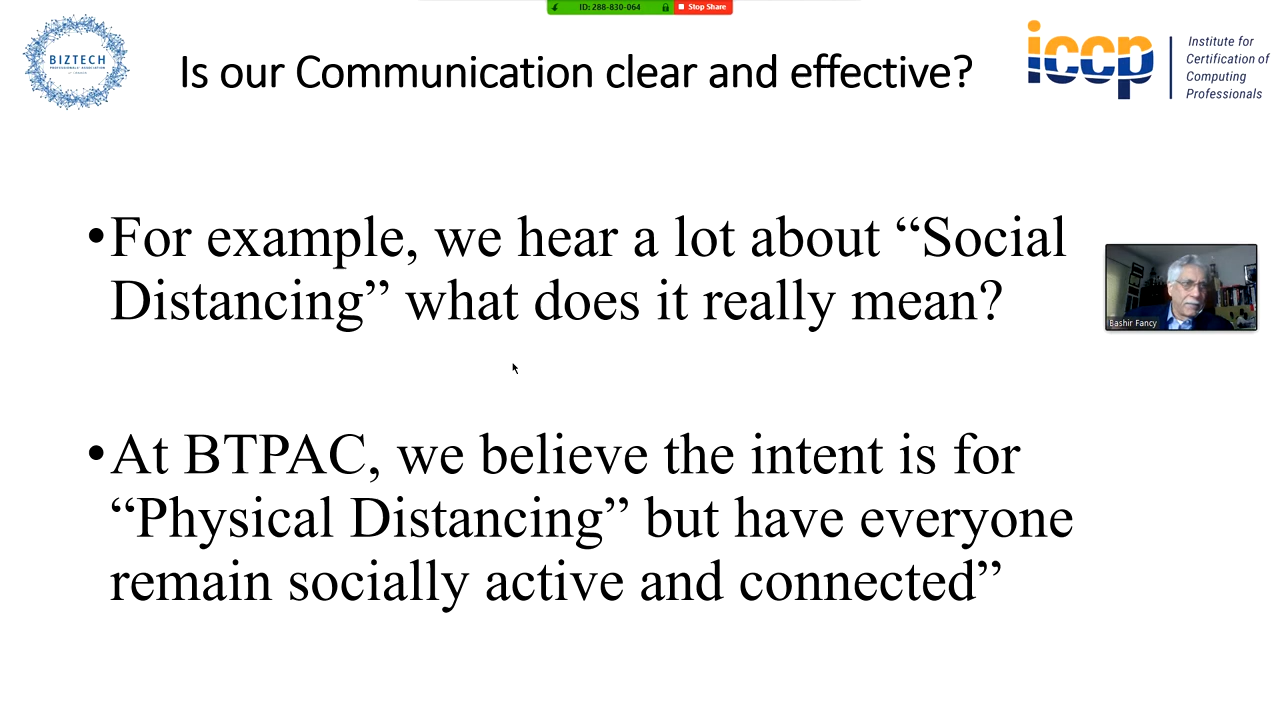 ID: 288-830-064
Stop Share
BIZTECH
Is our Communication clear and effective?
iccp
Institute for
Certification of
Computing
Professionals
•For example, we hear a lot about “Social
Distancing” what does it really mean?
Bashir Fancy
•At BTPAC, we believe the intent is for
“Physical Distancing” but have everyone
remain socially active and connected”